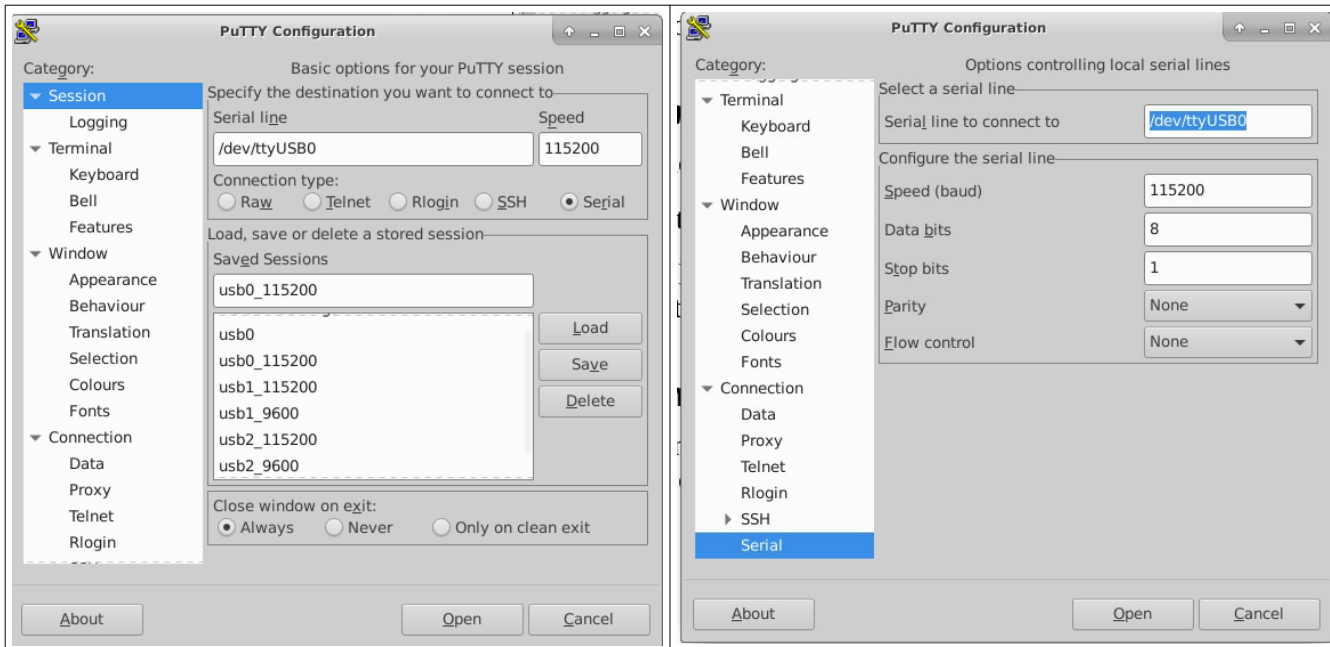 PuTTY Configuration
Category:
Session
Logging
Terminal
Keyboard
Bell
Features
Window
Appearance
Behaviour
Translation
Selection
Colours
Fonts
Connection
Data
Proxy
Telnet
Rlogin
Basic options for your PuTTY session
Specify the destination you want to connect to
Serial line Speed
/dev/ttyUSB0 115200
Connection type:
Raw Telnet Rlogin SSH Serial
Load, save or delete a stored session
Saved Sessions
usb0_115200
usb0
usb0_115200
usb1_115200
usb1_9600
usb2_115200
usb2_9600
Load
Save
Delete
Close window on exit:
Always Never Only on clean exit
About Open Cancel
PuTTY Configuration
Category:
Terminal
Keyboard
Bell
Features
Window
Appearance
Behaviour
Translation
Selection
Colours
Fonts
Connection
Data
Proxy
Telnet
Rlogin
SSH
Serial
Options controlling local serial lines
Select a serial line
Serial line to connect to /dev/ttyUSB0
Configure the serial line
Speed (baud) 115200
Data bits 8
Stop bits 1
Parity None
Flow control None
About Open Cancel